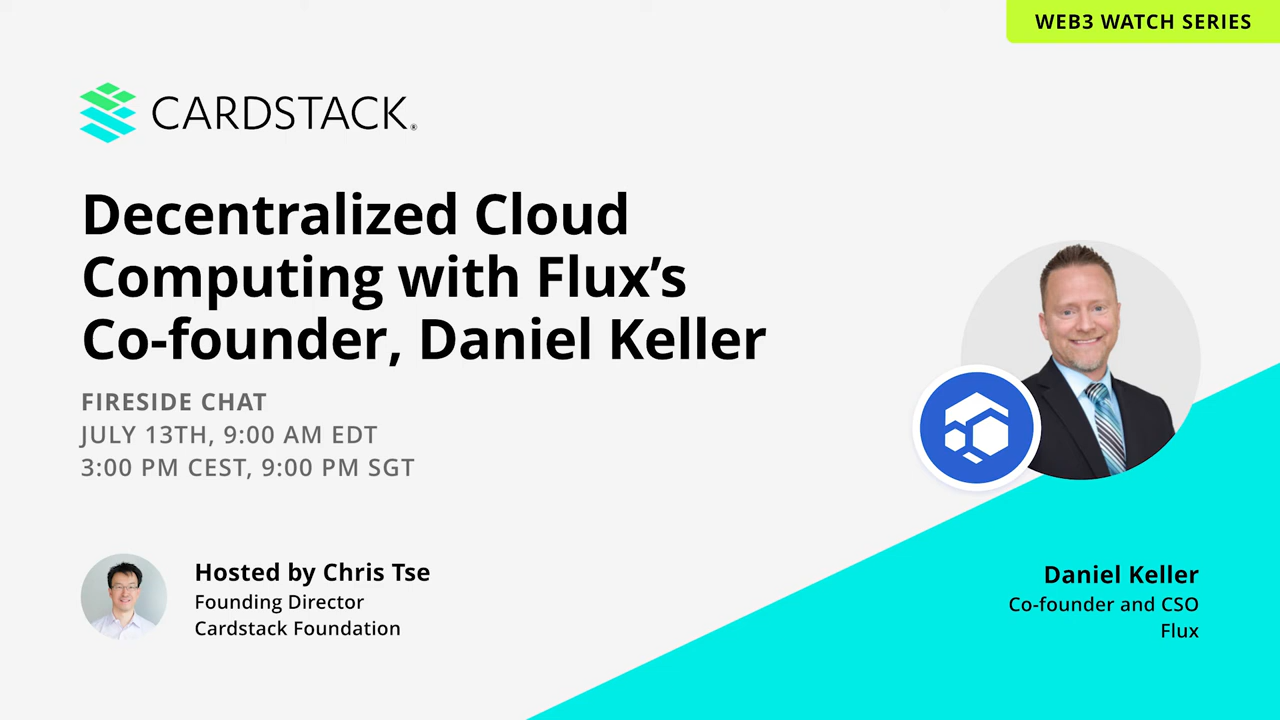 WEB3 WATCH SERIES
CARDSTACK®
Decentralized Cloud
Computing with Flux’s
Co-founder, Daniel Keller
FIRESIDE CHAT
JULY 13TH, 9:00 AM EDT
3:00 PM CEST, 9:00 PM SGT
Hosted by Chris Tse
Founding Director
Cardstack Foundation
Daniel Keller
Co-founder and CSO
Flux